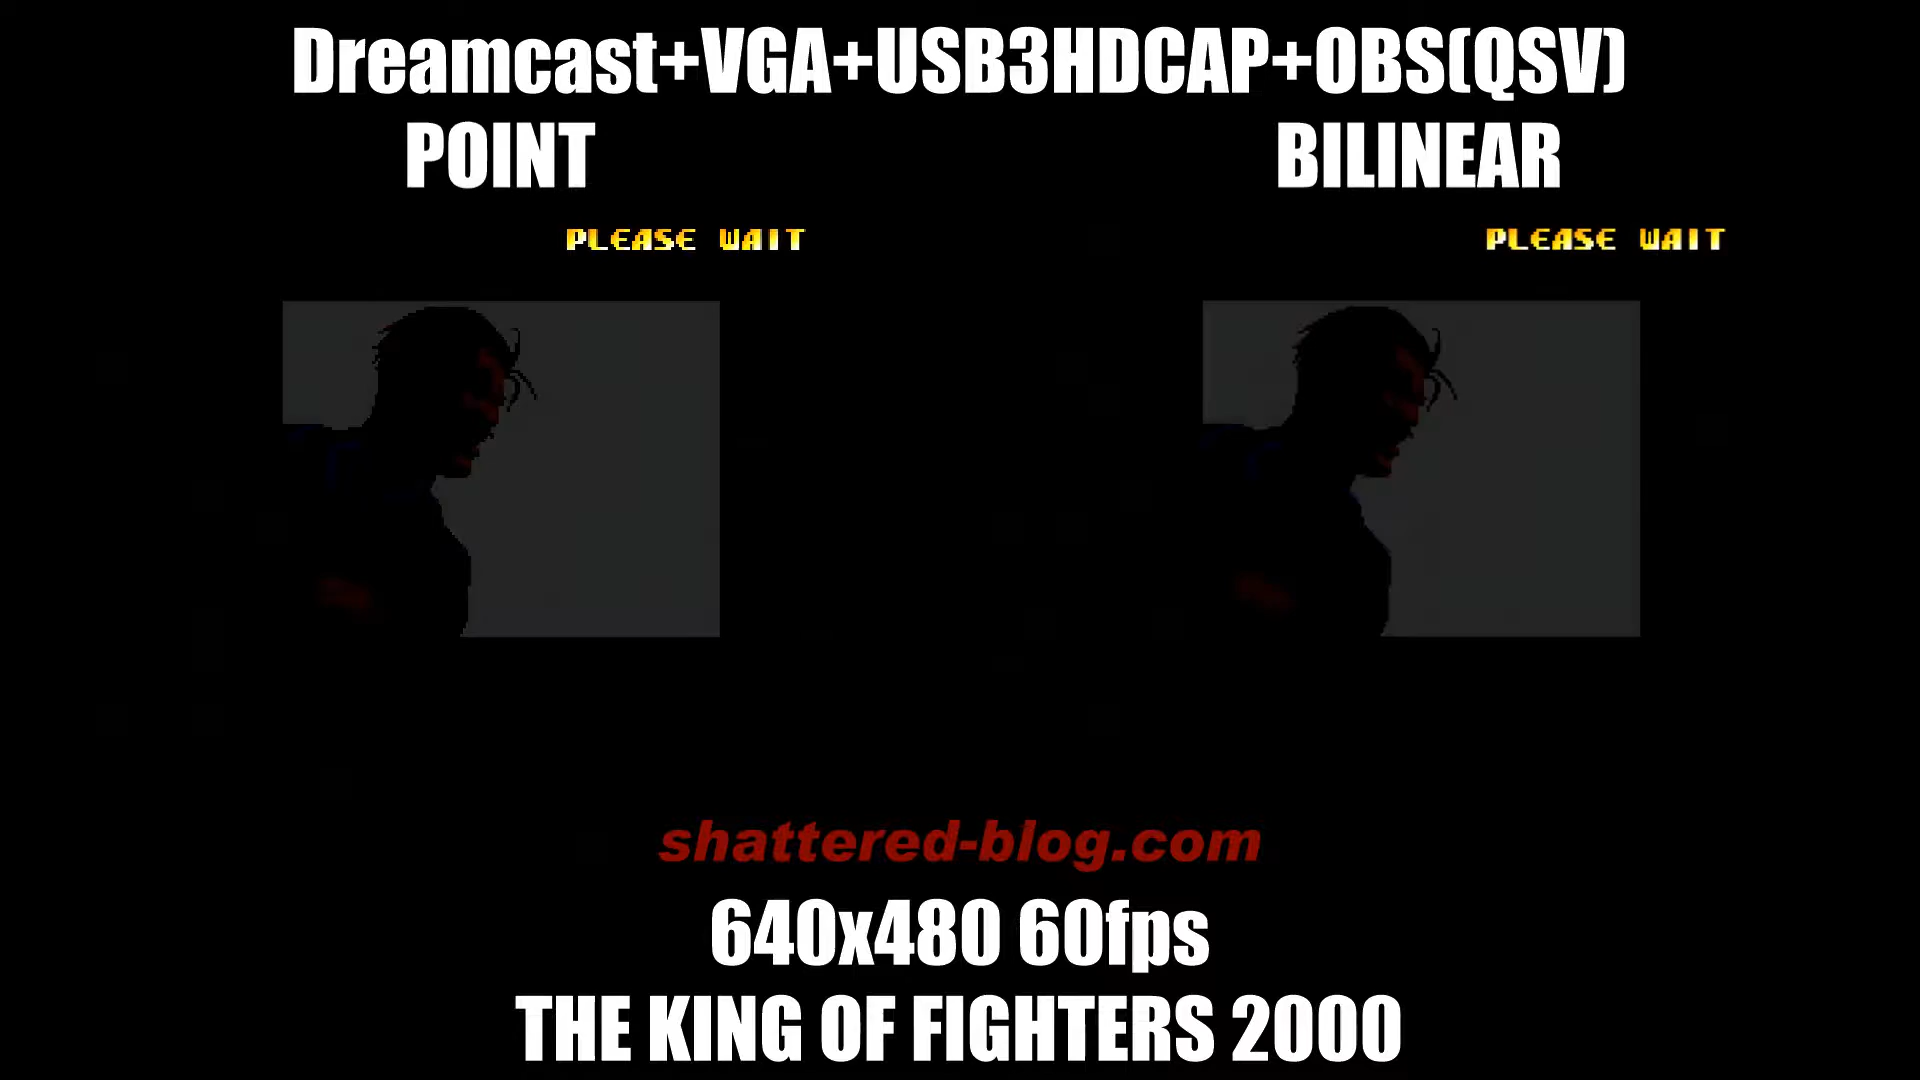 Dreamcast+VGA+USB3HDCAP+OBS(QSV)
POINT
BILINEAR
PLEASE WAIT
PLEASE WAIT
shattered-blog.com
640x480 60fps
THE KING OF FIGHTERS 2000